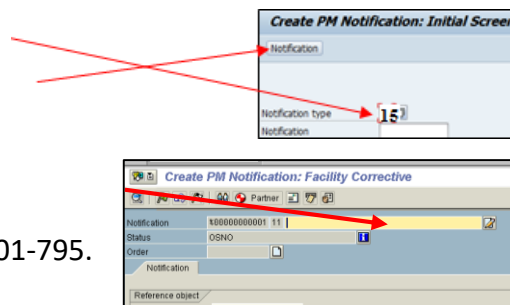 Create PM Notification: Initial Screen
Notification
Notification type 15
Notification
Create PM Notification: Facility Corrective
Partner
Notification %00000000001 11
Status OSNO
Order
01-795.
Notification
Reference object